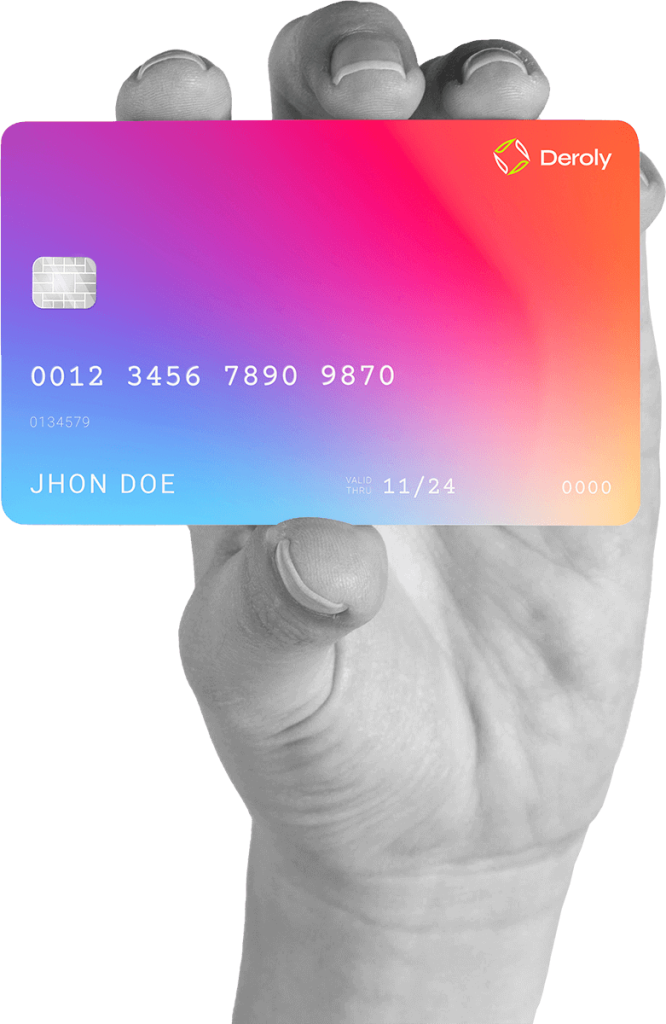 Deroly
0012 3456 7890 9870
0134579
JHON DOE
VALID
THRU 11/24
0000